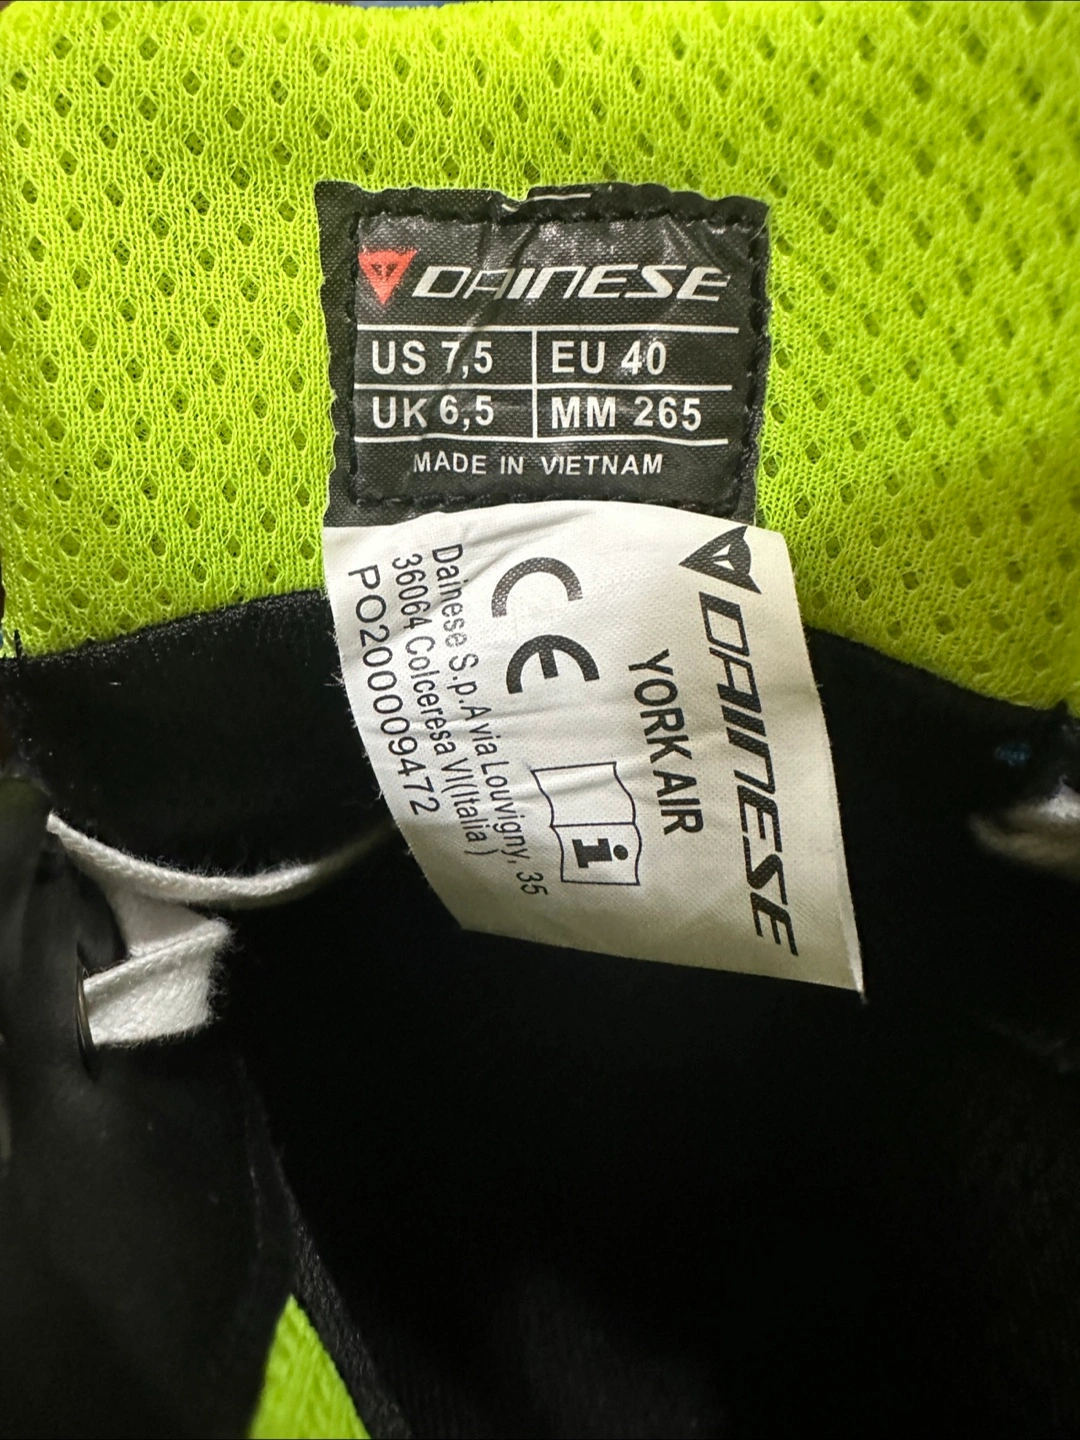 DAINESE
US 7,5 EU 40
UK 6,5 MM 265
MADE IN VIETNAM
DAINESE
YORK AIR
CE
i
Dainese S.p.A via Louvigny, 35
36064 Colceresa VI(Italia)
PO200009472